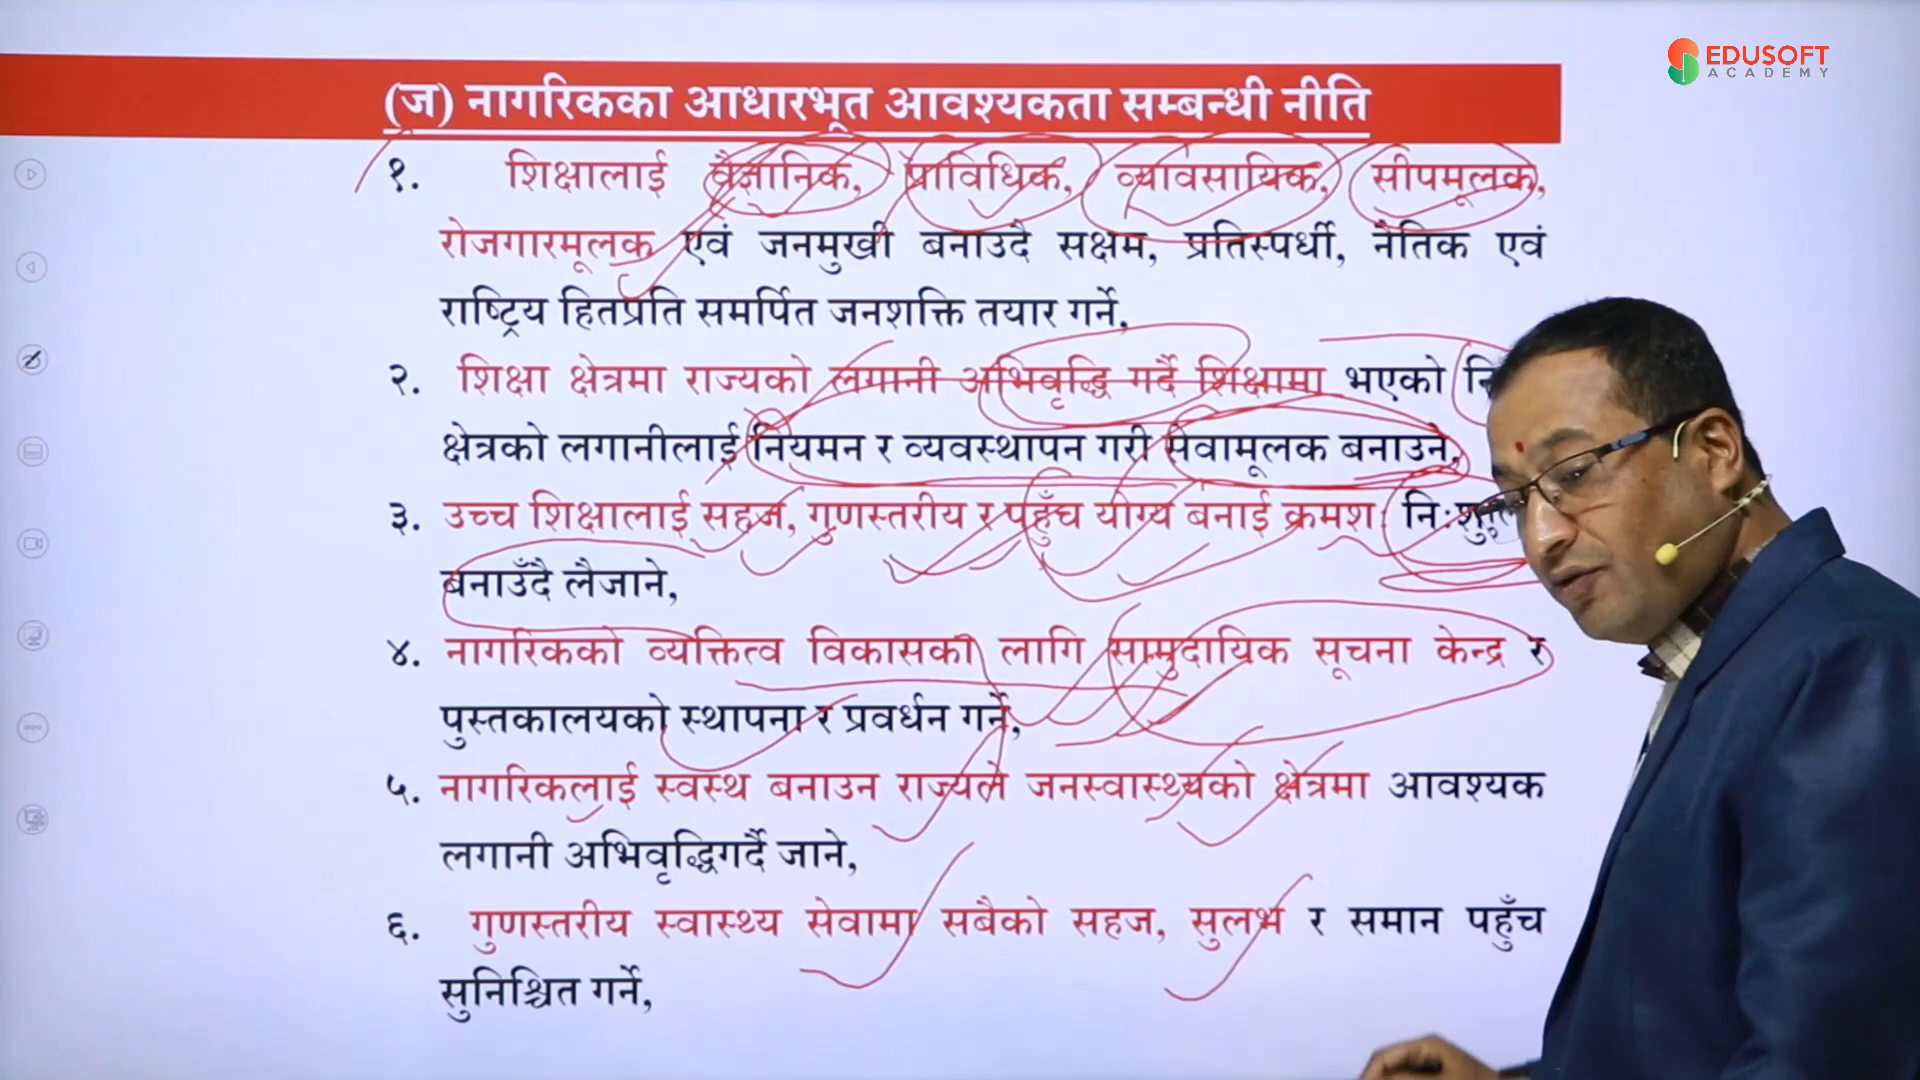 EDUSOFT
ACADEMY
(ज) नागरिकका आधारभूत आवश्यकता सम्बन्धी नीति
१. शिक्षालाई वैज्ञानिक, प्राविधिक, व्यावसायिक, सीपमूलक,
रोजगारमूलक एवं जनमुखी बनाउदै सक्षम, प्रतिस्पर्धी, नैतिक एवं
राष्ट्रिय हितप्रति समर्पित जनशक्ति तयार गर्ने,
२. शिक्षा क्षेत्रमा राज्यको लगानी अभिवृद्धि गर्दै शिक्षामा भएको
क्षेत्रको लगानीलाई नियमन र व्यवस्थापन गरी सेवामूलक बनाउने,
३. उच्च शिक्षालाई सहज, गुणस्तरीय र पहुँच योग्य बनाई क्रमश
बनाउँदै लैजाने,
४. नागरिकको व्यक्तित्व विकासका लागि सामुदायिक सूचना केन्द्र र
पुस्तकालयको स्थापना र प्रवर्धन गर्ने,
५. नागरिकलाई स्वस्थ बनाउन राज्यले जनस्वास्थ्यको क्षेत्रमा आवश्यक
लगानी अभिवृद्धिगर्दै जाने,
६. गुणस्तरीय स्वास्थ्य सेवामा सबैको सहज, सुलभ र समान पहुँच
सुनिश्चित गर्ने,